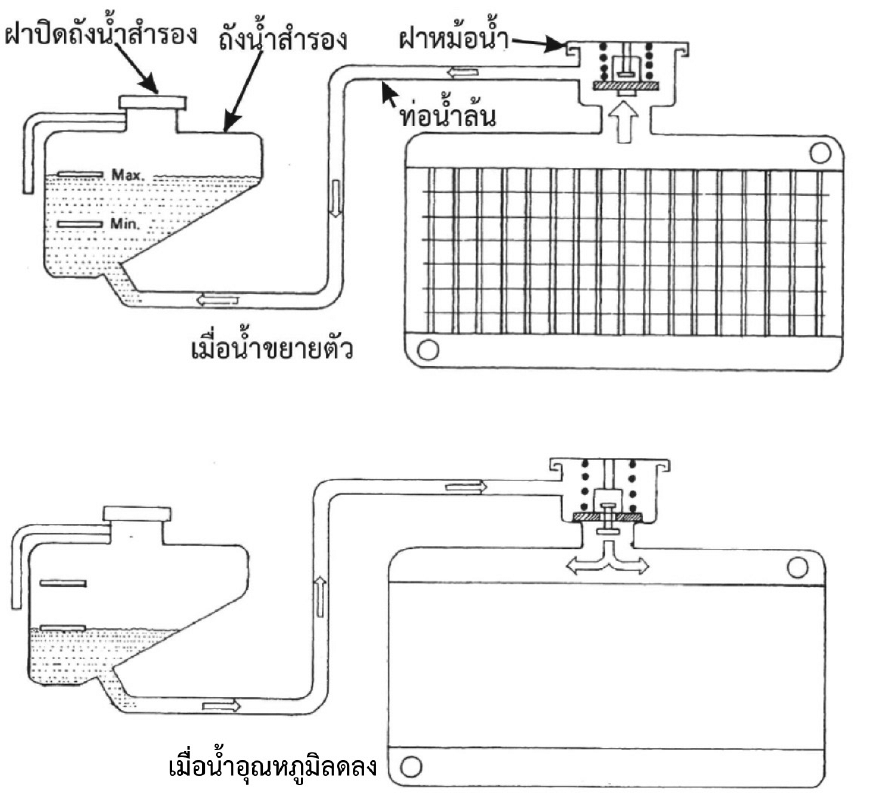 ฝาปิดถังน้ำสำรอง
ถังน้ำสำรอง
ฝาหม้อน้ำ
ท่อน้ำล้น
Max.
Min.
เมื่อน้ำขยายตัว
เมื่อน้ำอุณหภูมิลดลง